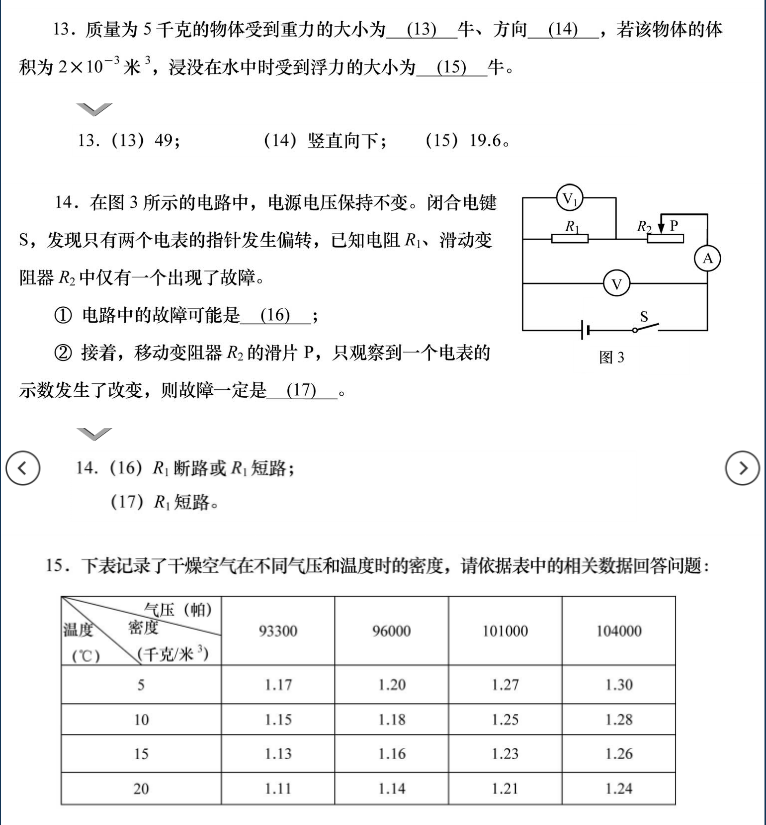 13．质量为 5 千克的物体受到重力的大小为__(13)__牛、方向__(14)__，若该物体的体
积为 2×10⁻³ 米³，浸没在水中时受到浮力的大小为__(15)__牛。
13.（13）49；（14）竖直向下；（15）19.6。
14．在图 3 所示的电路中，电源电压保持不变。闭合电键
S，发现只有两个电表的指针发生偏转，已知电阻 R₁、滑动变
阻器 R₂ 中仅有一个出现了故障。
① 电路中的故障可能是__(16)__；
② 接着，移动变阻器 R₂ 的滑片 P，只观察到一个电表的
示数发生了改变，则故障一定是__(17)__。
V₁
R₁ R₂ P
A
V
S
图 3
14.（16）R₁ 断路或 R₁ 短路；
（17）R₁ 短路。
15．下表记录了干燥空气在不同气压和温度时的密度，请依据表中的相关数据回答问题：
气压（帕）
温度 密度 93300 96000 101000 104000
（℃） （千克/米³）
5 1.17 1.20 1.27 1.30
10 1.15 1.18 1.25 1.28
15 1.13 1.16 1.23 1.26
20 1.11 1.14 1.21 1.24